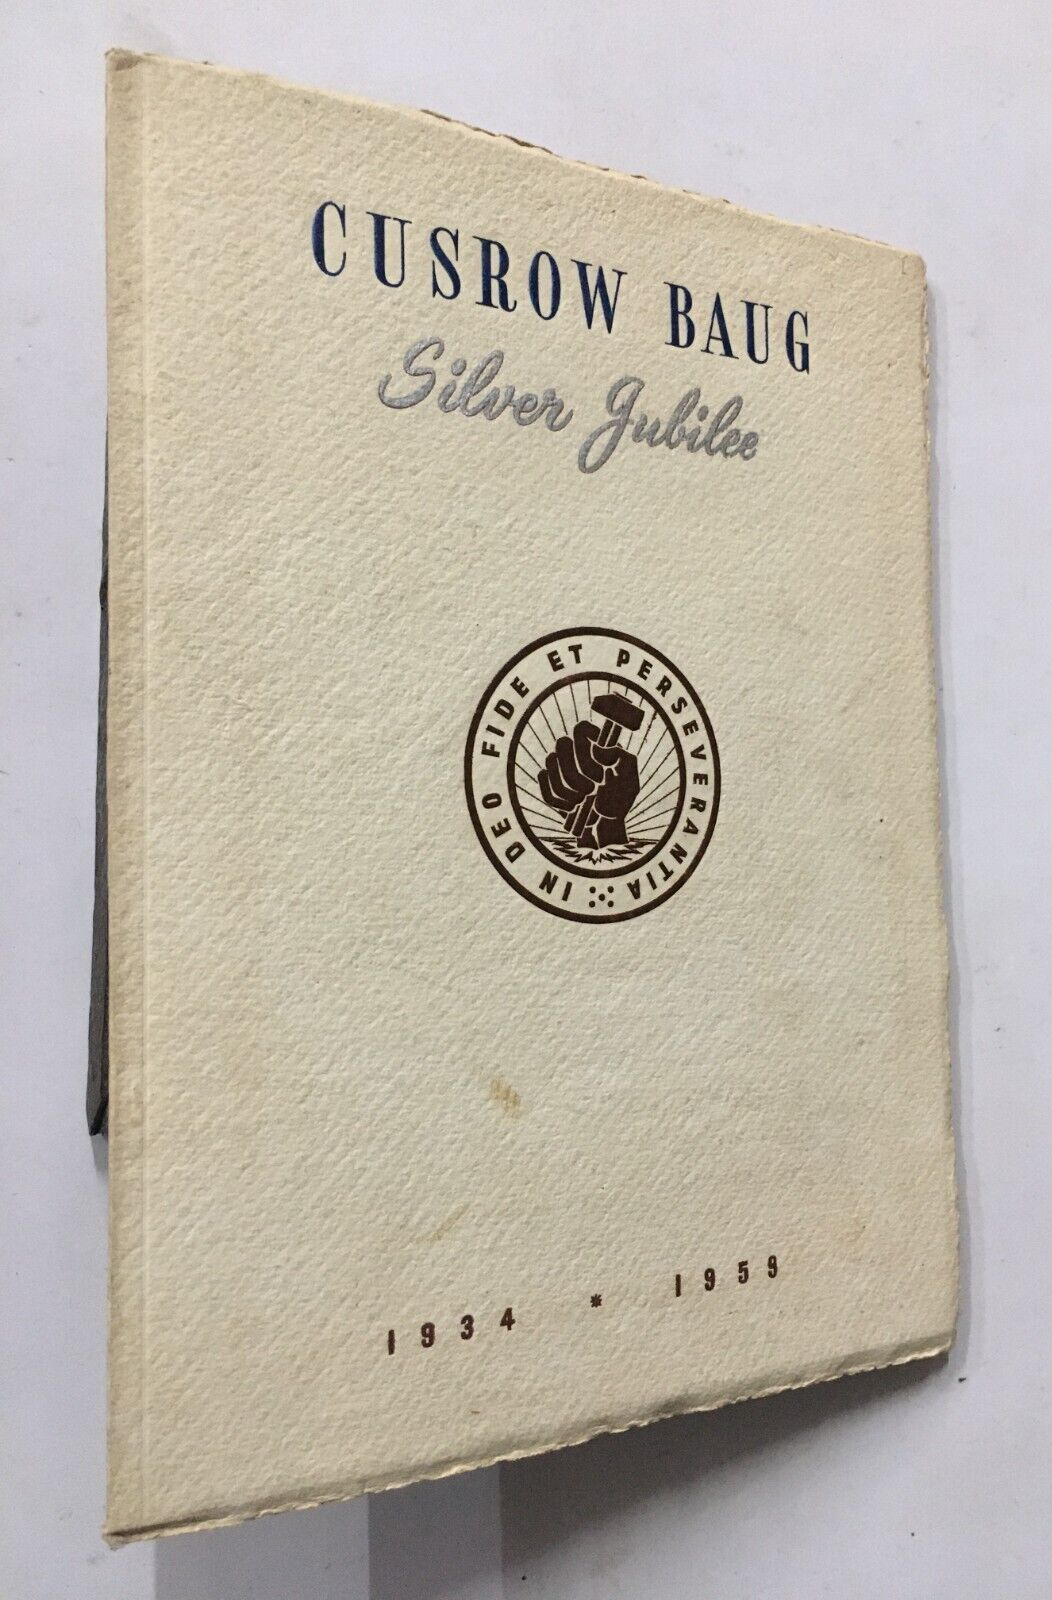 CUSROW BAUG
Silver Jubilee
IN DEO FIDE ET PERSEVERANTIA
1934 * 1959